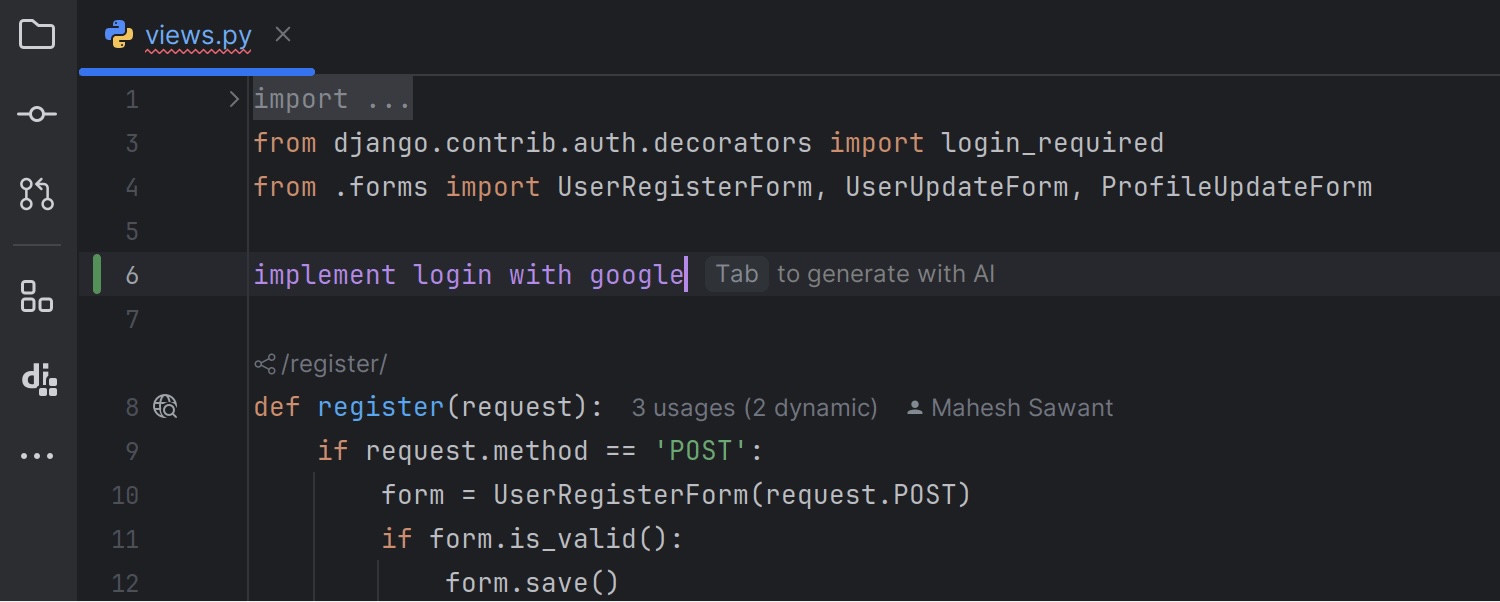 views.py
1 import ...
3 from django.contrib.auth.decorators import login_required
4 from .forms import UserRegisterForm, UserUpdateForm, ProfileUpdateForm
5
6 implement login with google Tab to generate with AI
7
/register/
8 def register(request): 3 usages (2 dynamic) Mahesh Sawant
9 if request.method == 'POST':
10 form = UserRegisterForm(request.POST)
11 if form.is_valid():
12 form.save()
dj